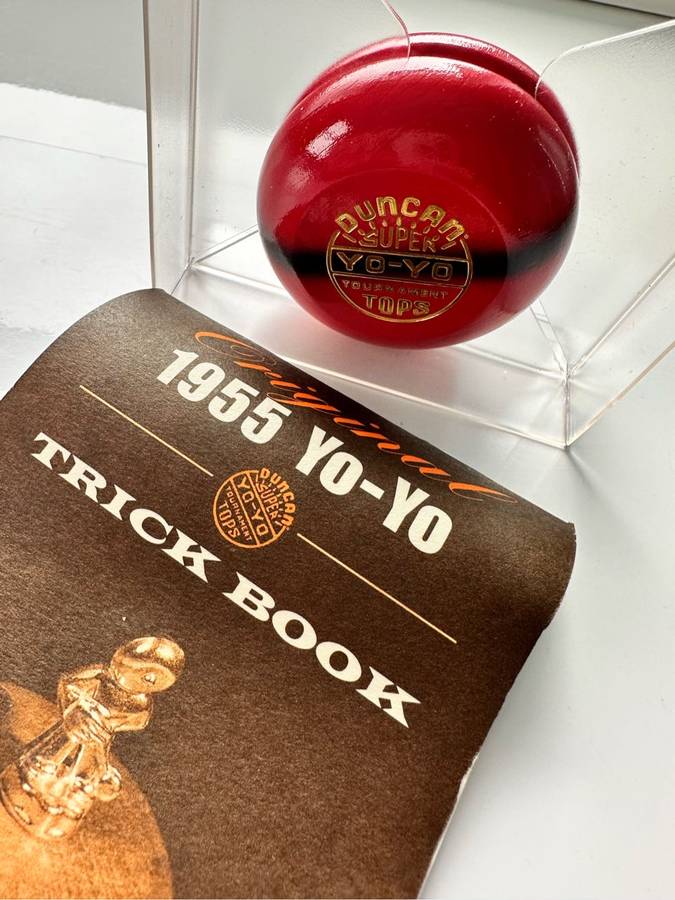 DUNCAN
SUPER
YO-YO
TOURNAMENT
TOPS
Original
1955 YO-YO
DUNCAN
SUPER
YO-YO
TOURNAMENT
TOPS
TRICK BOOK